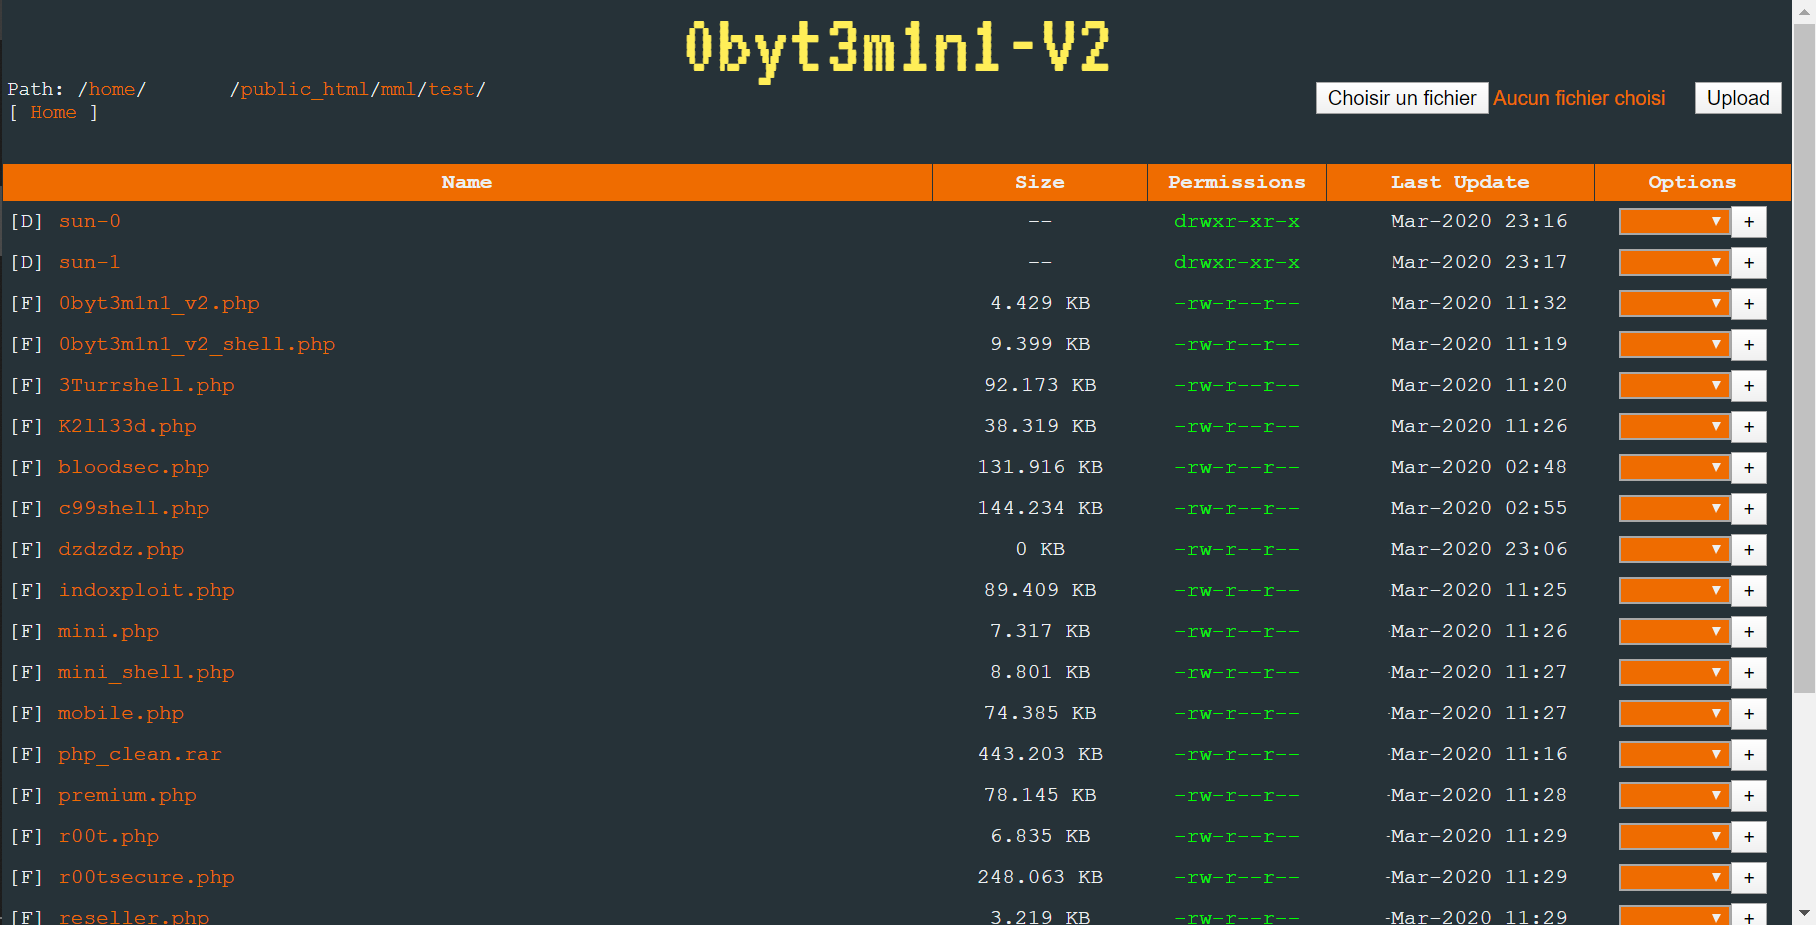 0byt3m1n1-V2
Path: /home/ /public_html/mml/test/
[ Home ]
Choisir un fichier Aucun fichier choisi Upload
Name Size Permissions Last Update Options
[D] sun-0 -- drwxr-xr-x Mar-2020 23:16 +
[D] sun-1 -- drwxr-xr-x Mar-2020 23:17 +
[F] 0byt3m1n1_v2.php 4.429 KB -rw-r--r-- Mar-2020 11:32 +
[F] 0byt3m1n1_v2_shell.php 9.399 KB -rw-r--r-- Mar-2020 11:19 +
[F] 3Turrshell.php 92.173 KB -rw-r--r-- Mar-2020 11:20 +
[F] K2ll33d.php 38.319 KB -rw-r--r-- Mar-2020 11:26 +
[F] bloodsec.php 131.916 KB -rw-r--r-- Mar-2020 02:48 +
[F] c99shell.php 144.234 KB -rw-r--r-- Mar-2020 02:55 +
[F] dzdzdz.php 0 KB -rw-r--r-- Mar-2020 23:06 +
[F] indoxploit.php 89.409 KB -rw-r--r-- Mar-2020 11:25 +
[F] mini.php 7.317 KB -rw-r--r-- -Mar-2020 11:26 +
[F] mini_shell.php 8.801 KB -rw-r--r-- -Mar-2020 11:27 +
[F] mobile.php 74.385 KB -rw-r--r-- -Mar-2020 11:27 +
[F] php_clean.rar 443.203 KB -rw-r--r-- -Mar-2020 11:16 +
[F] premium.php 78.145 KB -rw-r--r-- -Mar-2020 11:28 +
[F] r00t.php 6.835 KB -rw-r--r-- -Mar-2020 11:29 +
[F] r00tsecure.php 248.063 KB -rw-r--r-- -Mar-2020 11:29 +
[F] reseller.php 3.219 KB -rw-r--r-- -Mar-2020 11:29 +